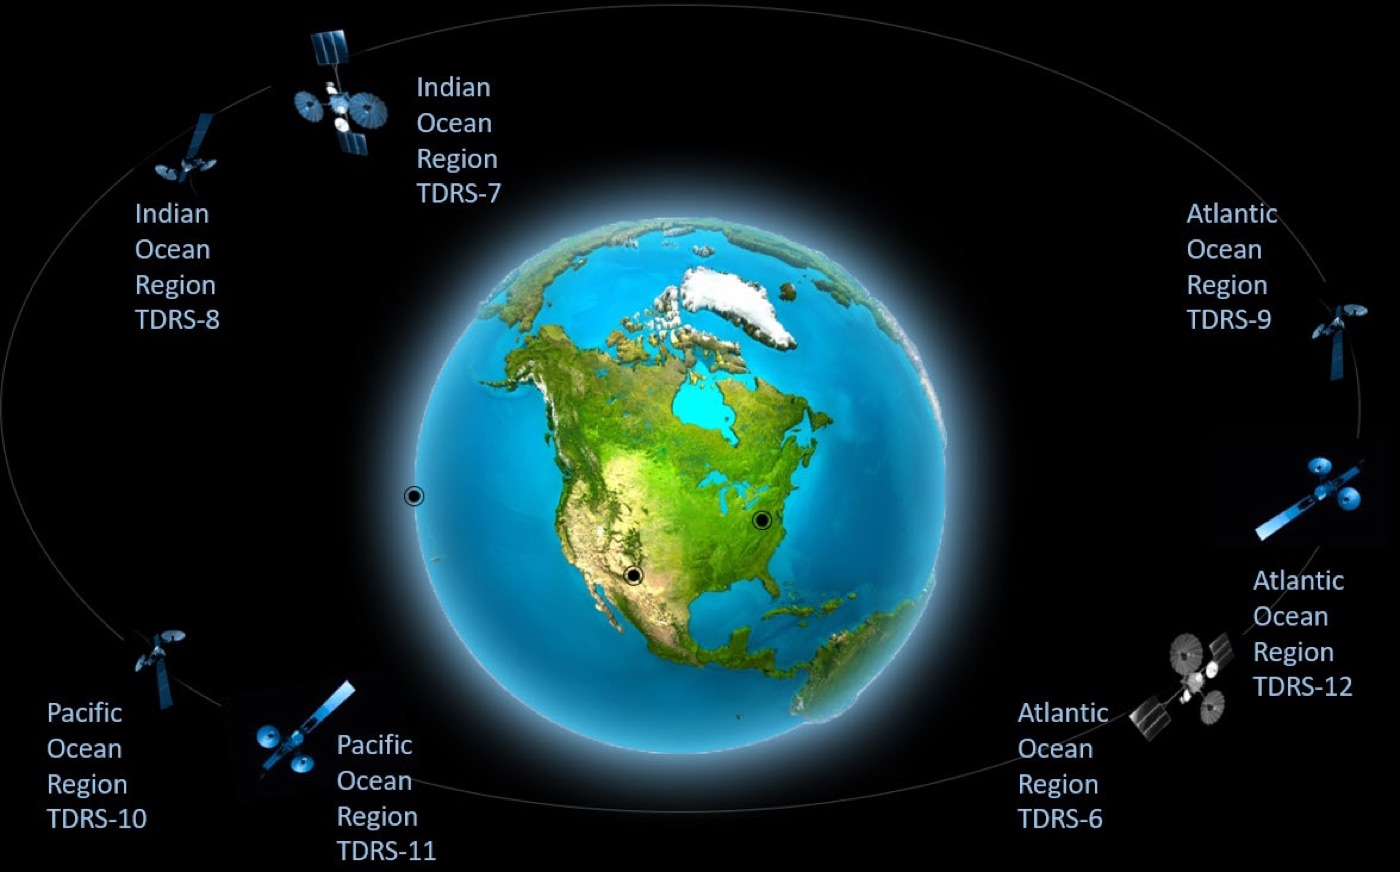 Indian
Ocean
Region
TDRS-7
Indian
Ocean
Region
TDRS-8
Atlantic
Ocean
Region
TDRS-9
Atlantic
Ocean
Region
TDRS-12
Pacific
Ocean
Region
TDRS-10
Pacific
Ocean
Region
TDRS-11
Atlantic
Ocean
Region
TDRS-6